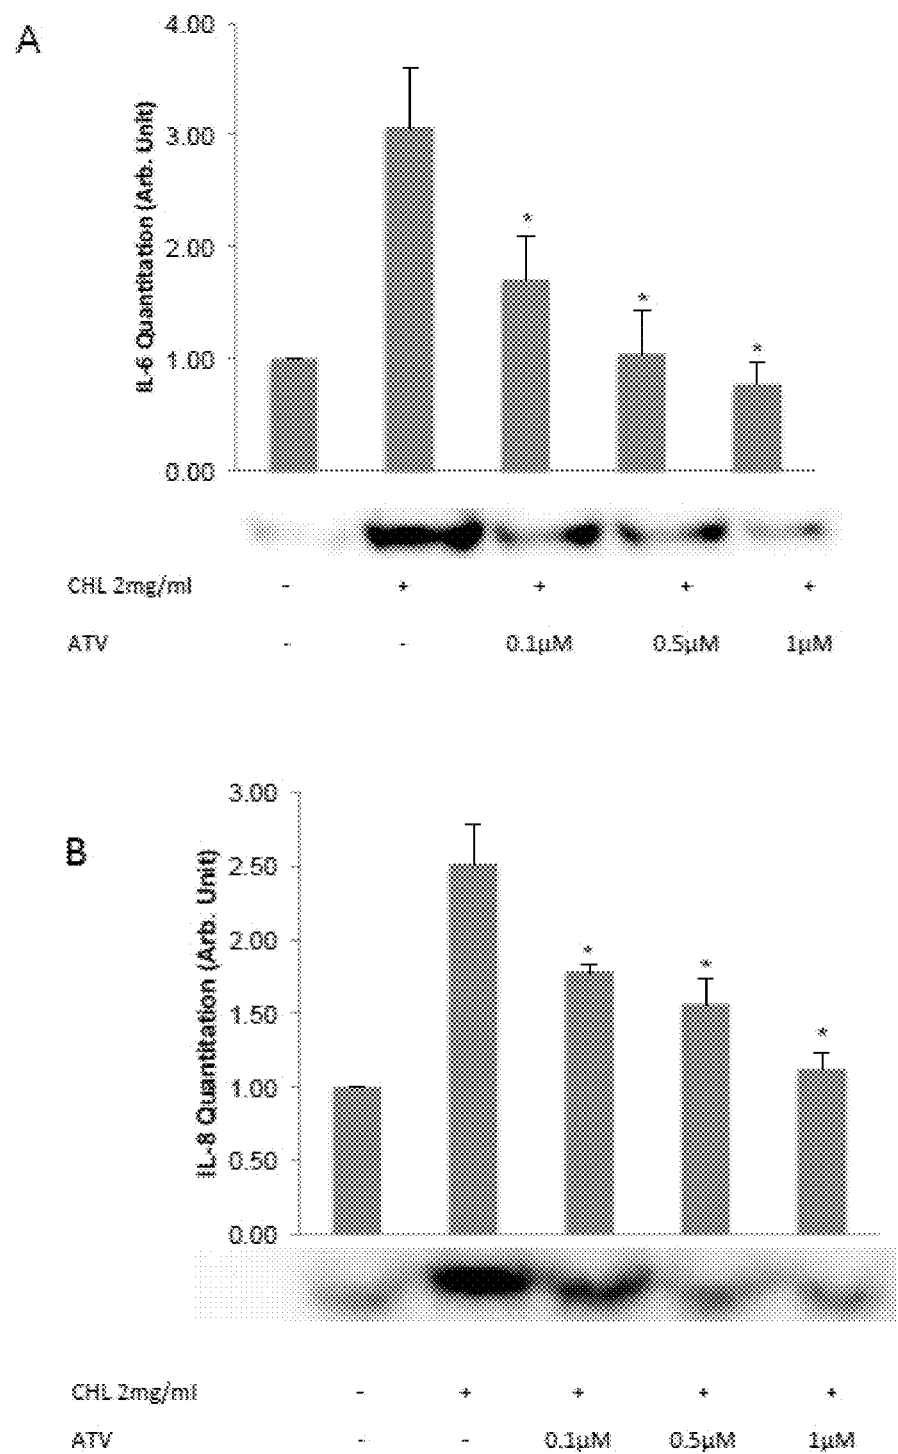 A
4.00
3.00
2.00
1.00
0.00
IL-6 Quantitation (Arb. Unit)
*
*
*
CHL 2mg/ml - + + + +
ATV - - 0.1μM 0.5μM 1μM
B
3.00
2.50
2.00
1.50
1.00
0.50
0.00
IL-8 Quantitation (Arb. Unit)
*
*
*
CHL 2mg/ml - + + + +
ATV - - 0.1μM 0.5μM 1μM